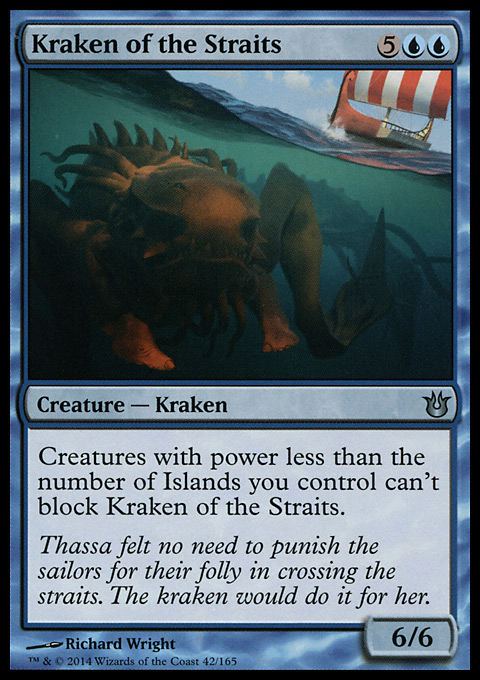 Kraken of the Straits 5
Creature — Kraken
Creatures with power less than the
number of Islands you control can't
block Kraken of the Straits.
Thassa felt no need to punish the
sailors for their folly in crossing the
straits. The kraken would do it for her.
6/6
Richard Wright
™ & © 2014 Wizards of the Coast 42/165